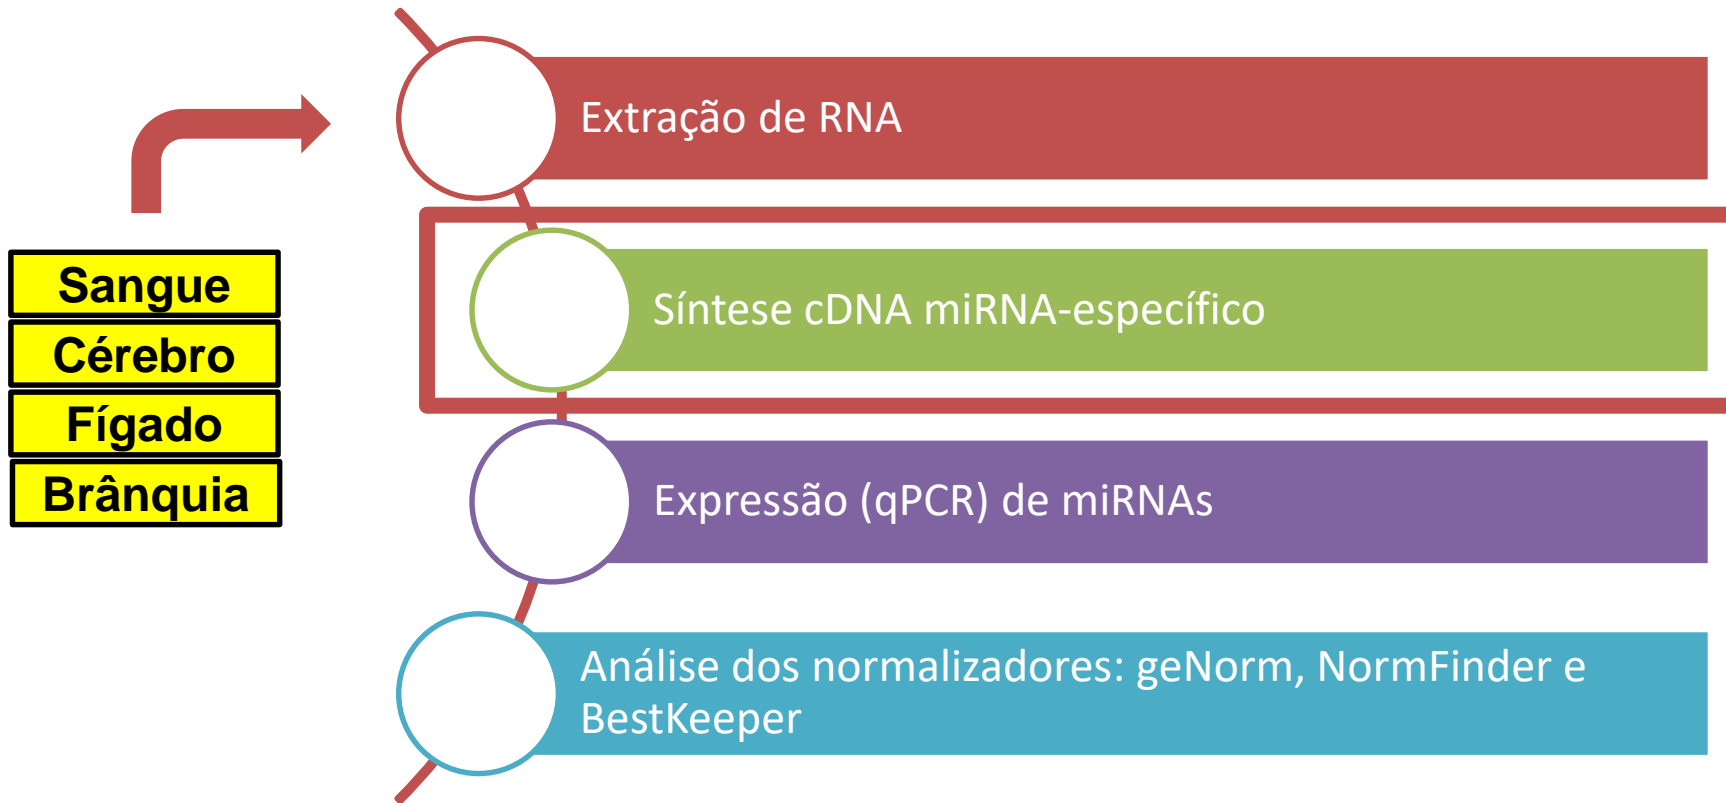 Extração de RNA
Síntese cDNA miRNA-específico
Sangue
Cérebro
Fígado
Brânquia
Expressão (qPCR) de miRNAs
Análise dos normalizadores: geNorm, NormFinder e
BestKeeper